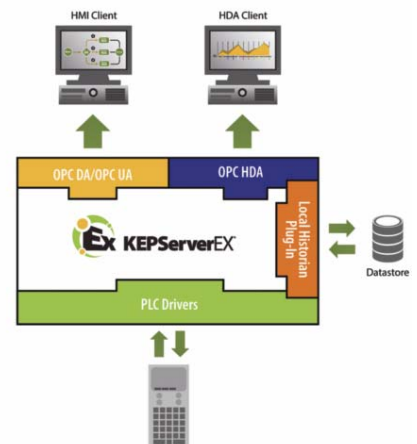 HMI Client
HDA Client
OPC DA/OPC UA
OPC HDA
Ex KEPServerEX
Local Historian
Plug-In
Datastore
PLC Drivers